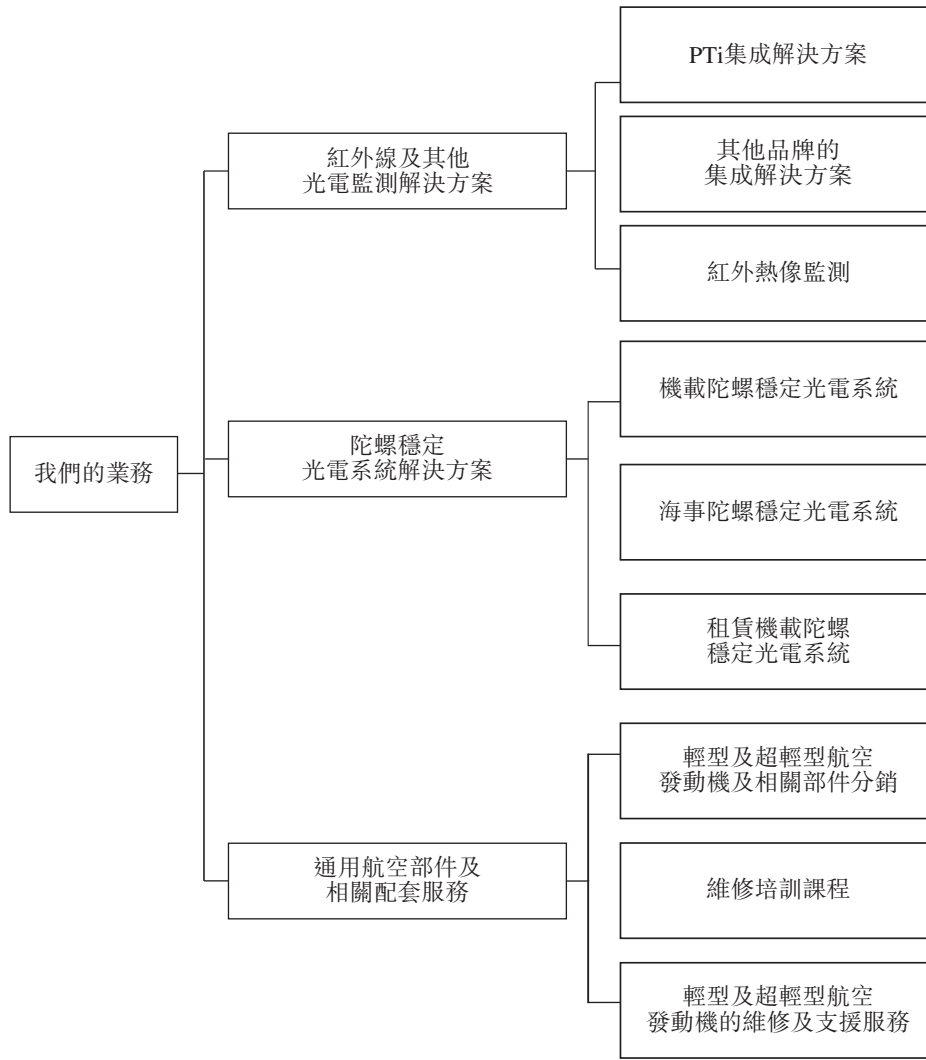 我們的業務
紅外線及其他
光電監測解決方案
PTi集成解決方案
其他品牌的
集成解決方案
紅外熱像監測
陀螺穩定
光電系統解決方案
機載陀螺穩定光電系統
海事陀螺穩定光電系統
租賃機載陀螺
穩定光電系統
通用航空部件及
相關配套服務
輕型及超輕型航空
發動機及相關部件分銷
維修培訓課程
輕型及超輕型航空
發動機的維修及支援服務